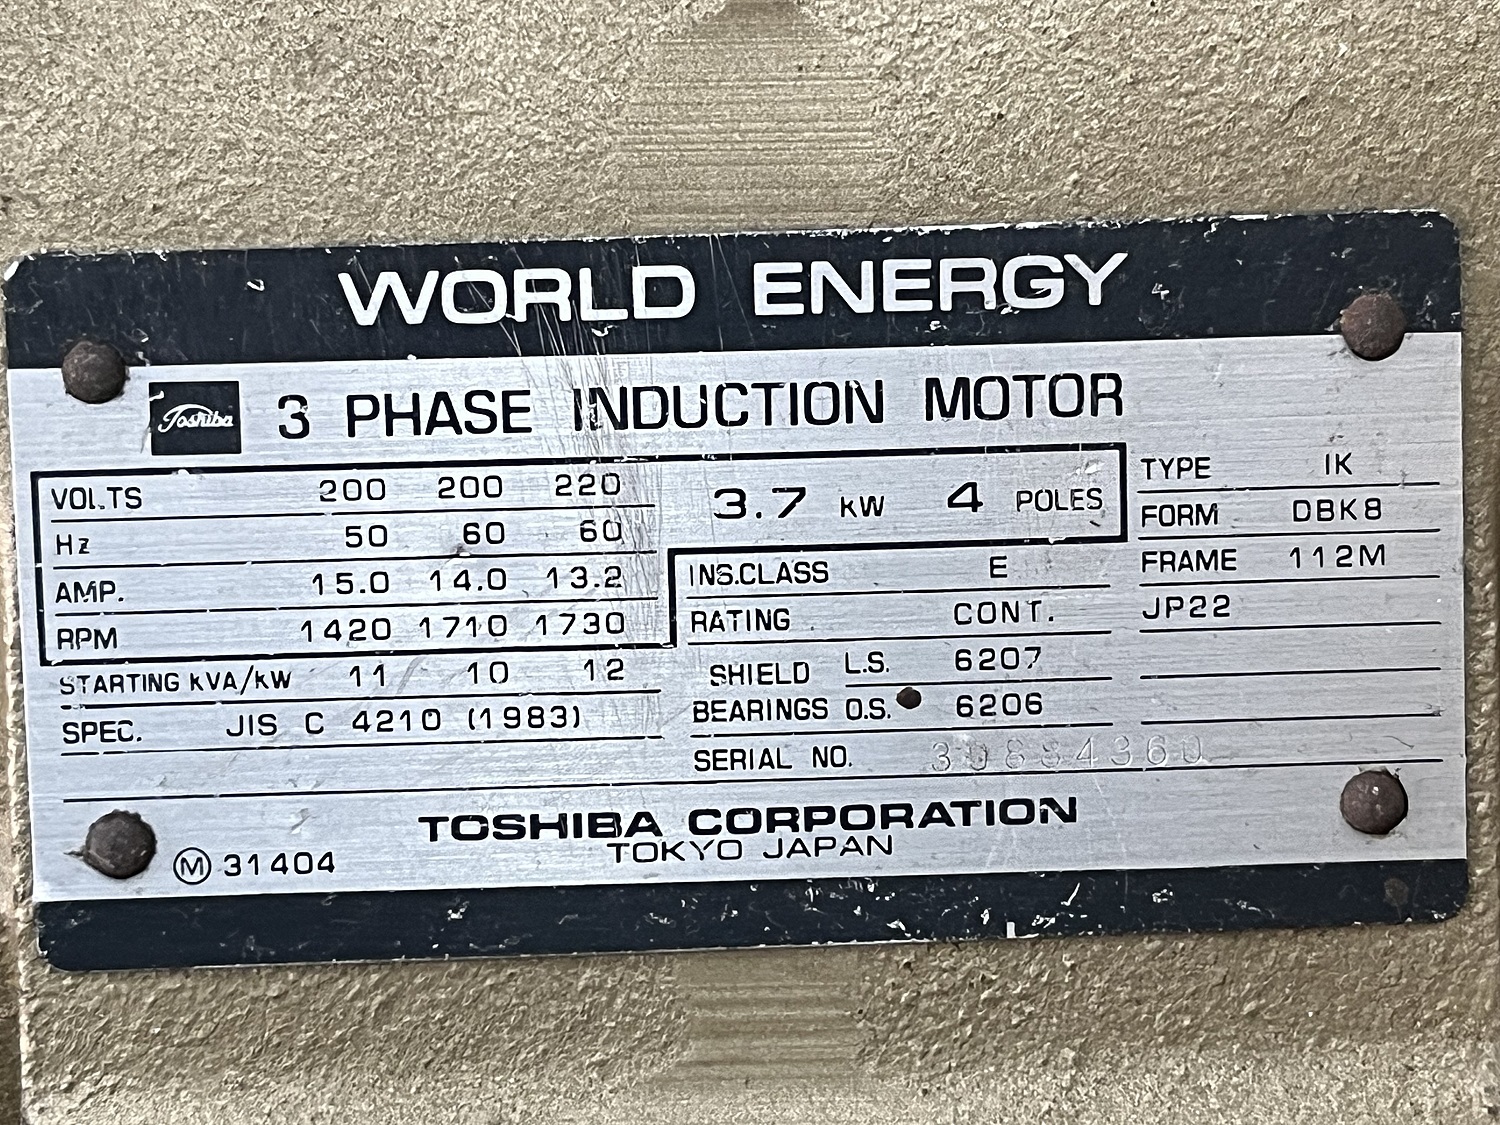 WORLD ENERGY
Toshiba 3 PHASE INDUCTION MOTOR
VOLTS 200 200 220
Hz 50 60 60
AMP. 15.0 14.0 13.2
RPM 1420 1710 1730
STARTING kVA/kW 11 10 12
SPEC. JIS C 4210 (1983)
3.7 kW 4 POLES
INS.CLASS E
RATING CONT.
SHIELD L.S. 6207
BEARINGS O.S. 6206
SERIAL NO.
TYPE IK
FORM DBK8
FRAME 112M
JP22
TOSHIBA CORPORATION
TOKYO JAPAN
Ⓜ 31404